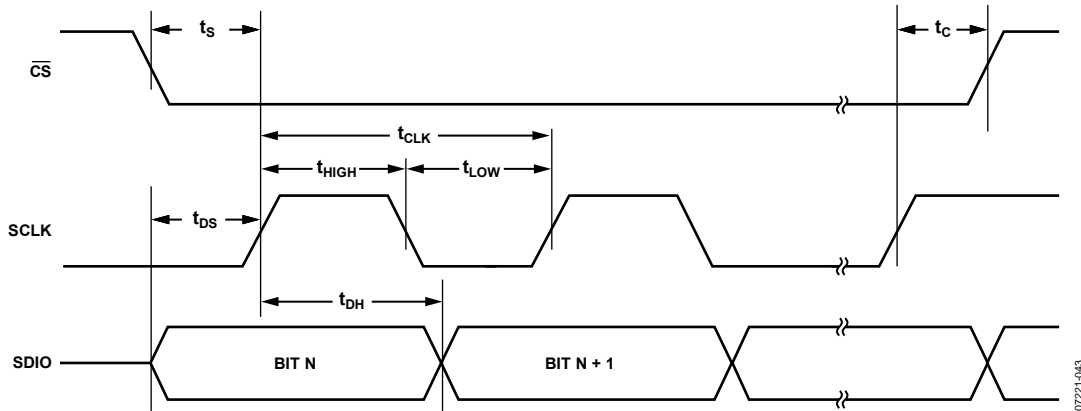 tS
tC
CS
tCLK
tHIGH
tLOW
tDS
SCLK
tDH
SDIO
BIT N
BIT N + 1
07221-043